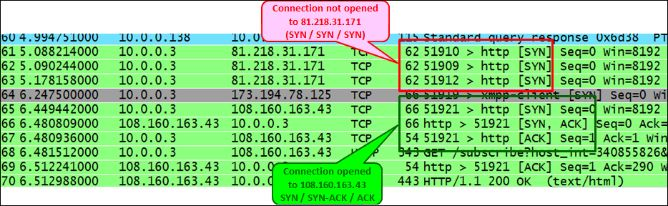 Connection not opened
to 81.218.31.171
(SYN / SYN / SYN)
60 4.994751000 10.0.0.138 115 Standard query response 0x6d38 PT
61 5.088214000 10.0.0.3 81.218.31.171 TCP 62 51910 > http [SYN] Seq=0 Win=8192
62 5.090244000 10.0.0.3 81.218.31.171 TCP 62 51909 > http [SYN] Seq=0 Win=8192
63 5.178158000 10.0.0.3 81.218.31.171 TCP 62 51912 > http [SYN] Seq=0 Win=8192
64 6.247500000 10.0.0.3 173.194.78.125 TCP 66 51919 > xmpp-client [SYN] Seq=0
65 6.449442000 10.0.0.3 108.160.163.43 TCP 66 51921 > http [SYN] Seq=0 Win=8192
66 6.480809000 108.160.163.43 10.0.0.3 TCP 66 http > 51921 [SYN, ACK] Seq=0 Ack=
67 6.480936000 10.0.0.3 108.160.163.43 TCP 54 51921 > http [ACK] Seq=1 Ack=1 Win
68 6.481512000 10.0.0.3 108.160.163.43 343 GET /subscribe?host_int=340855826&
69 6.512241000 108.160.163.43 10.0.0.3 54 http > 51921 [ACK] Seq=1 Ack=290 W
70 6.512988000 108.160.163.43 10.0.0.3 443 HTTP/1.1 200 OK (text/html)
Connection opened
to 108.160.163.43
SYN / SYN-ACK / ACK